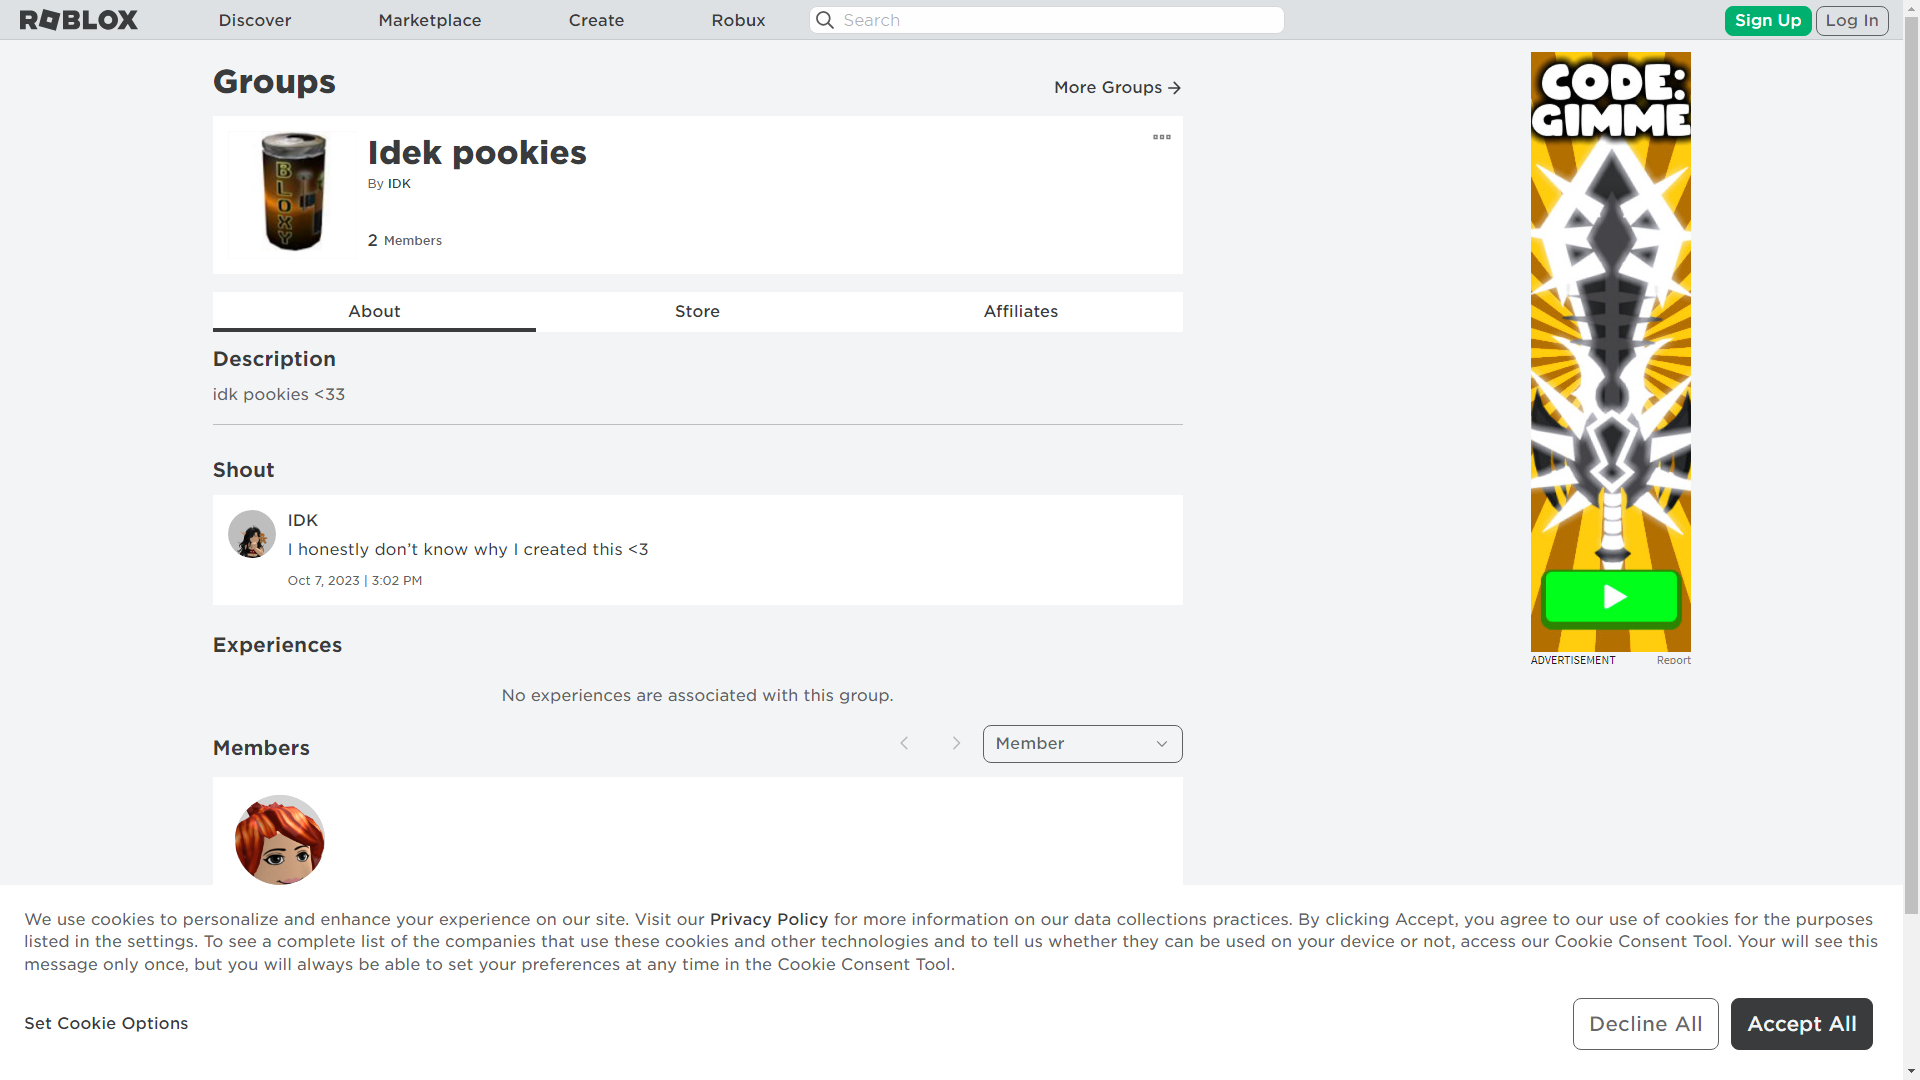 ROBLOX
Discover
Marketplace
Create
Robux
Search
Sign Up
Log In
Groups
More Groups
Idek pookies
By IDK
2 Members
BLOXY
About
Store
Affiliates
Description
idk pookies <33
Shout
IDK
I honestly don’t know why I created this <3
Oct 7, 2023 | 3:02 PM
Experiences
No experiences are associated with this group.
Members
Member
CODE:
GIMME
ADVERTISEMENT
Report
We use cookies to personalize and enhance your experience on our site. Visit our Privacy Policy for more information on our data collections practices. By clicking Accept, you agree to our use of cookies for the purposes
listed in the settings. To see a complete list of the companies that use these cookies and other technologies and to tell us whether they can be used on your device or not, access our Cookie Consent Tool. Your will see this
message only once, but you will always be able to set your preferences at any time in the Cookie Consent Tool.
Set Cookie Options
Decline All
Accept All